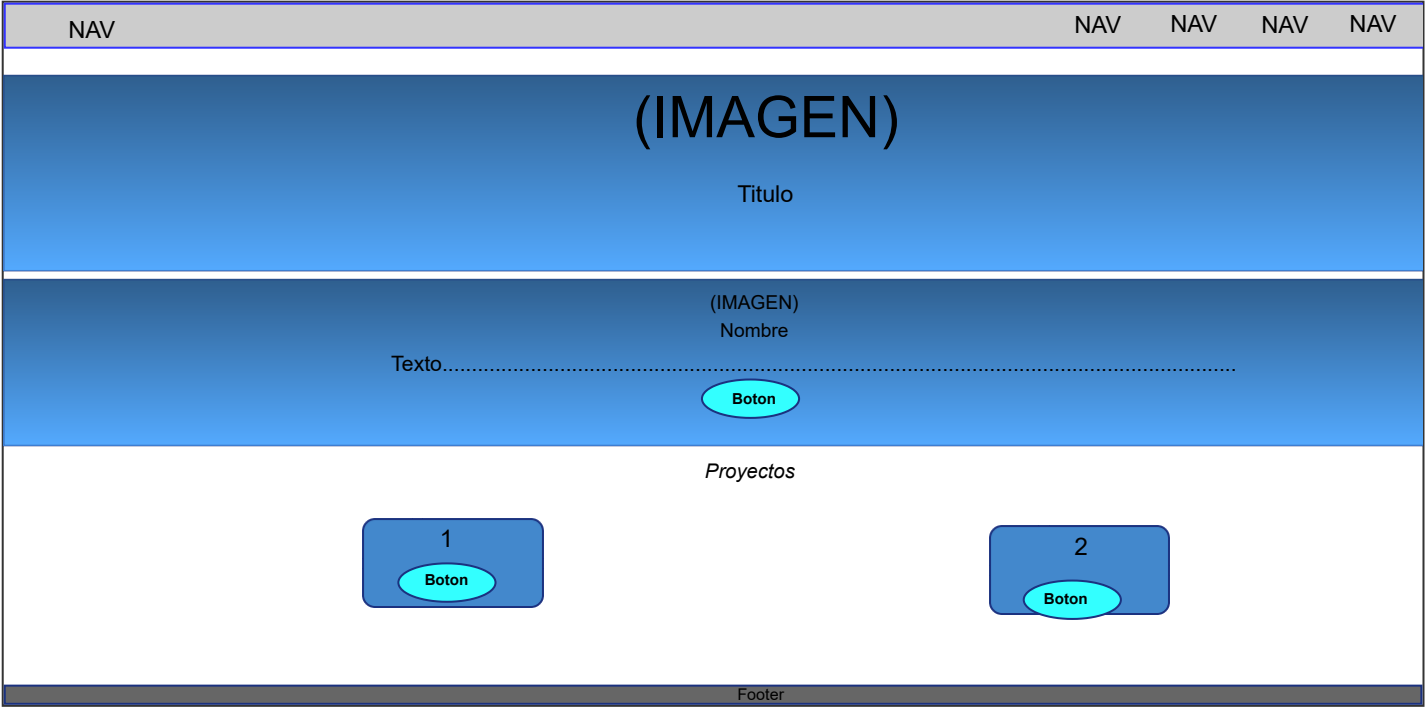 NAV NAV NAV NAV NAV
(IMAGEN)
Titulo
(IMAGEN)
Nombre
Texto.........................................................................................................................................
Boton
Proyectos
1
Boton
2
Boton
Footer